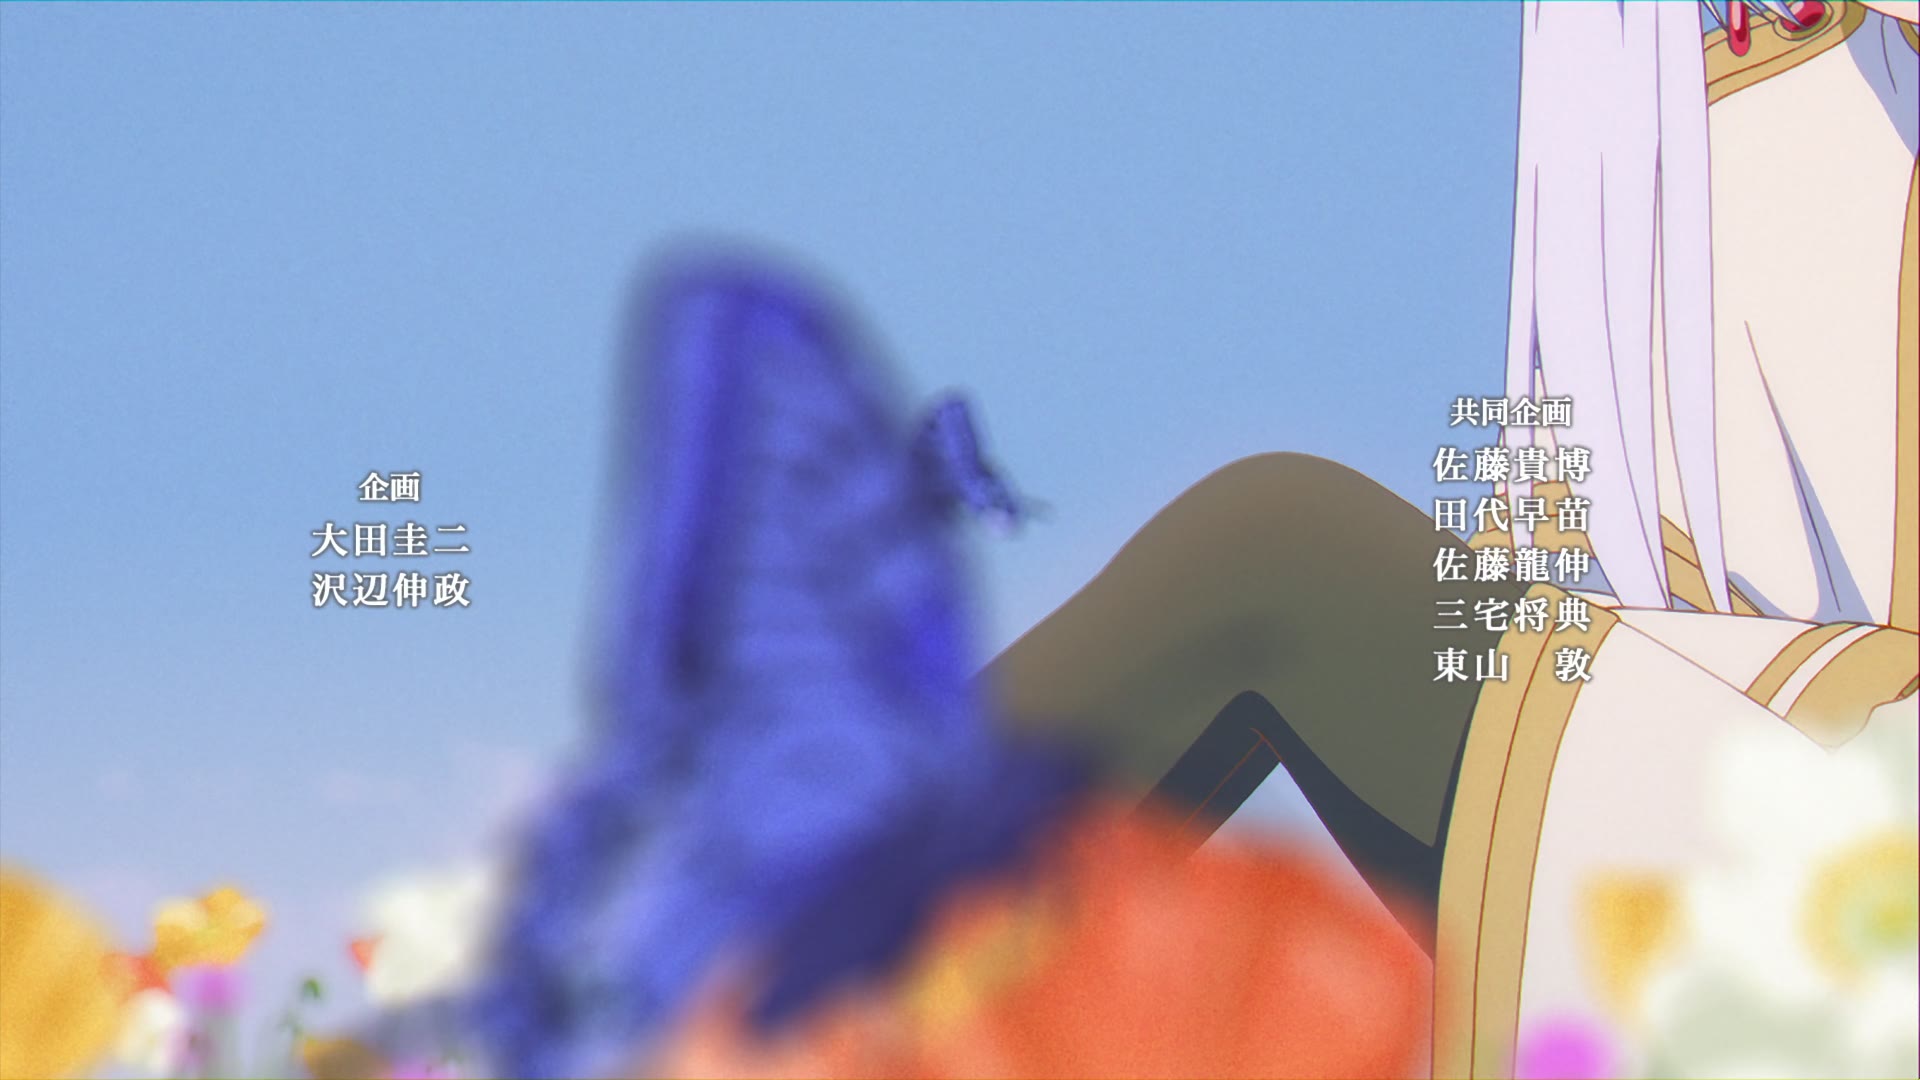 企画
大田圭二
沢辺伸政
共同企画
佐藤貴博
田代早苗
佐藤龍伸
三宅将典
東山　敦